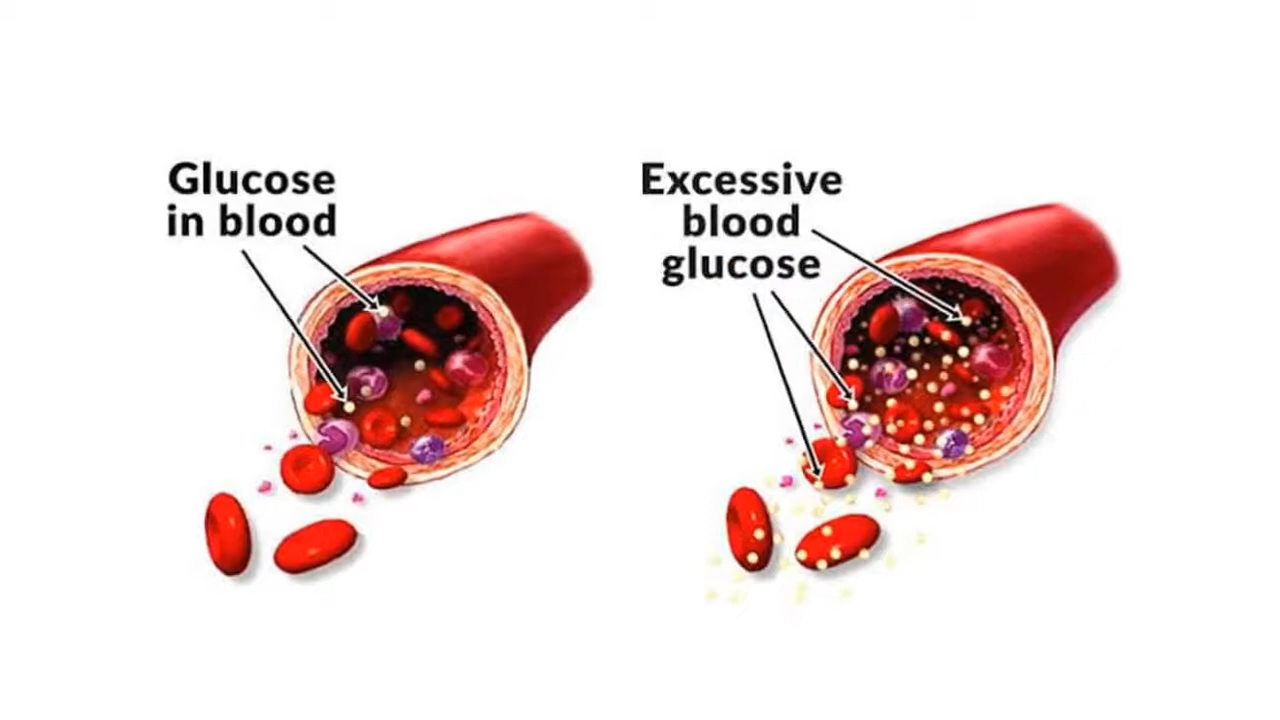 Glucose
in blood
Excessive
blood
glucose